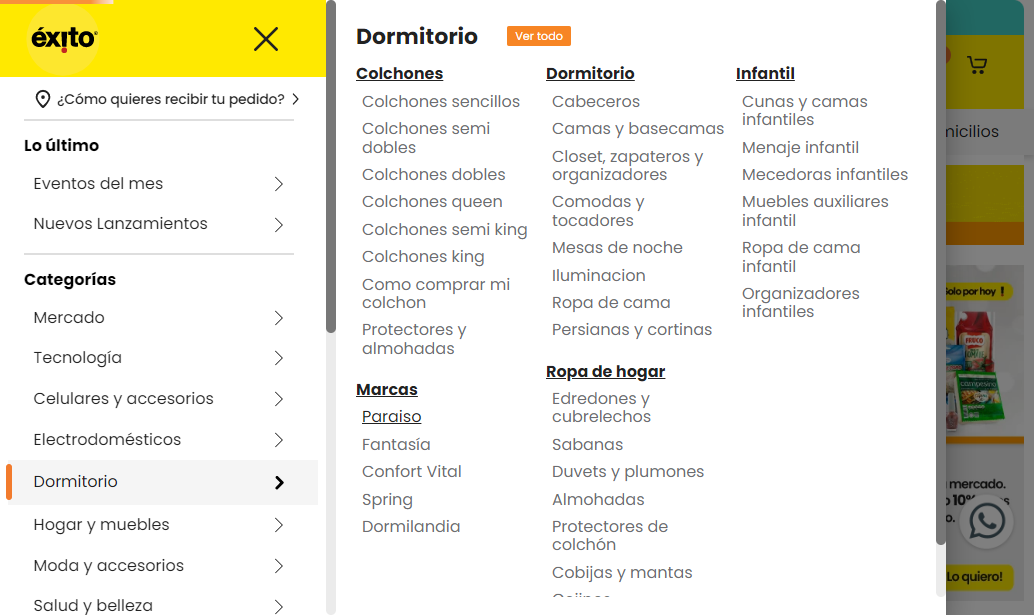 éxito
¿Cómo quieres recibir tu pedido?
Lo último
Eventos del mes
Nuevos Lanzamientos
Categorías
Mercado
Tecnología
Celulares y accesorios
Electrodomésticos
Dormitorio
Hogar y muebles
Moda y accesorios
Salud y belleza
Dormitorio
Ver todo
Colchones
Colchones sencillos
Colchones semi
dobles
Colchones dobles
Colchones queen
Colchones semi king
Colchones king
Como comprar mi
colchon
Protectores y
almohadas
Marcas
Paraiso
Fantasía
Confort Vital
Spring
Dormilandia
Dormitorio
Cabeceros
Camas y basecamas
Closet, zapateros y
organizadores
Comodas y
tocadores
Mesas de noche
Iluminacion
Ropa de cama
Persianas y cortinas
Ropa de hogar
Edredones y
cubrelechos
Sabanas
Duvets y plumones
Almohadas
Protectores de
colchón
Cobijas y mantas
Infantil
Cunas y camas
infantiles
Menaje infantil
Mecedoras infantiles
Muebles auxiliares
infantil
Ropa de cama
infantil
Organizadores
infantiles
micilios
Solo por hoy !
mercado.
10%
Lo quiero!